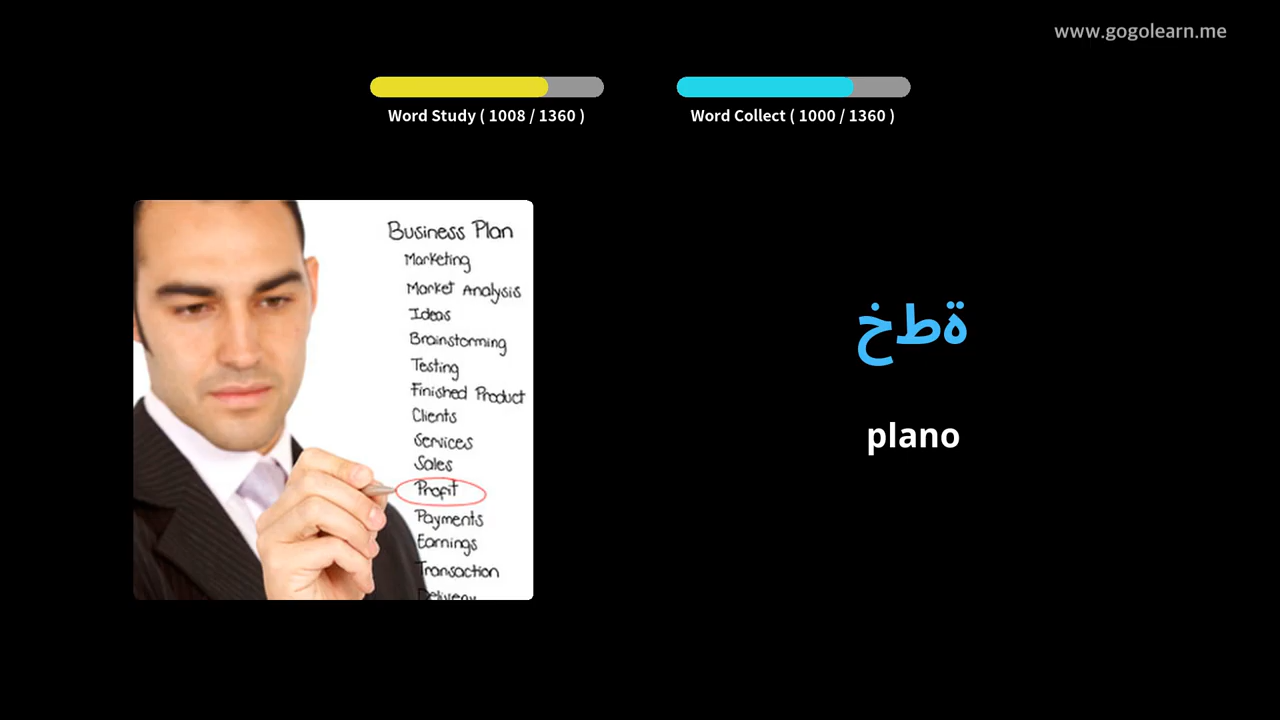 www.gogolearn.me
Word Study ( 1008 / 1360 )
Word Collect ( 1000 / 1360 )
Business Plan
Marketing
Market Analysis
Ideas
Brainstorming
Testing
Finished Product
Clients
Services
Sales
Profit
Payments
Earnings
Transaction
Delivery
خطة
plano